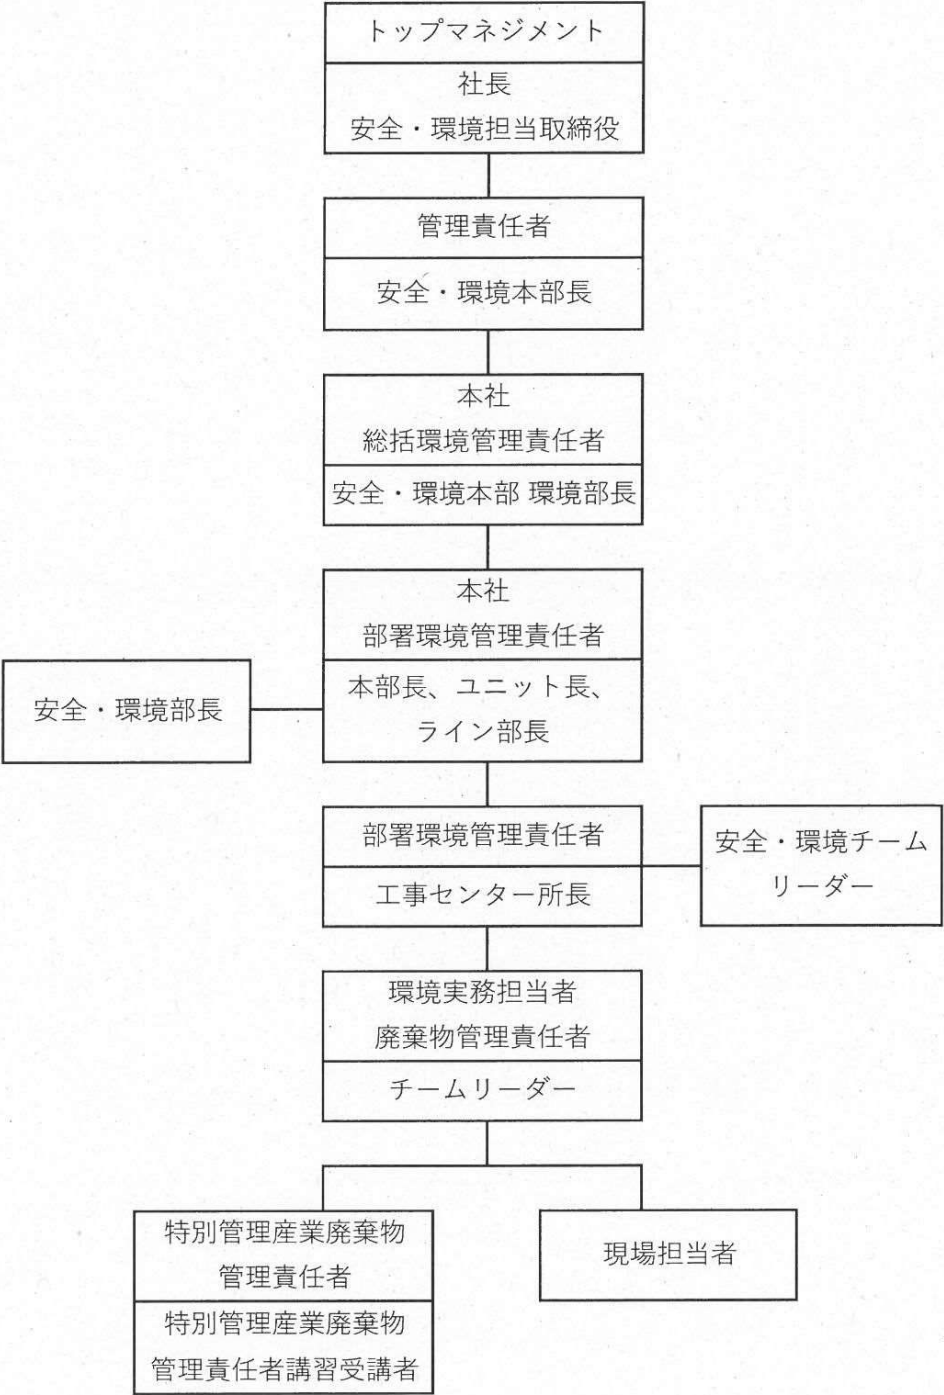 トップマネジメント
社長
安全・環境担当取締役
管理責任者
安全・環境本部長
本社
総括環境管理責任者
安全・環境本部 環境部長
本社
部署環境管理責任者
本部長、ユニット長、
ライン部長
安全・環境部長
部署環境管理責任者
工事センター所長
安全・環境チーム
リーダー
環境実務担当者
廃棄物管理責任者
チームリーダー
特別管理産業廃棄物
管理責任者
特別管理産業廃棄物
管理責任者講習受講者
現場担当者